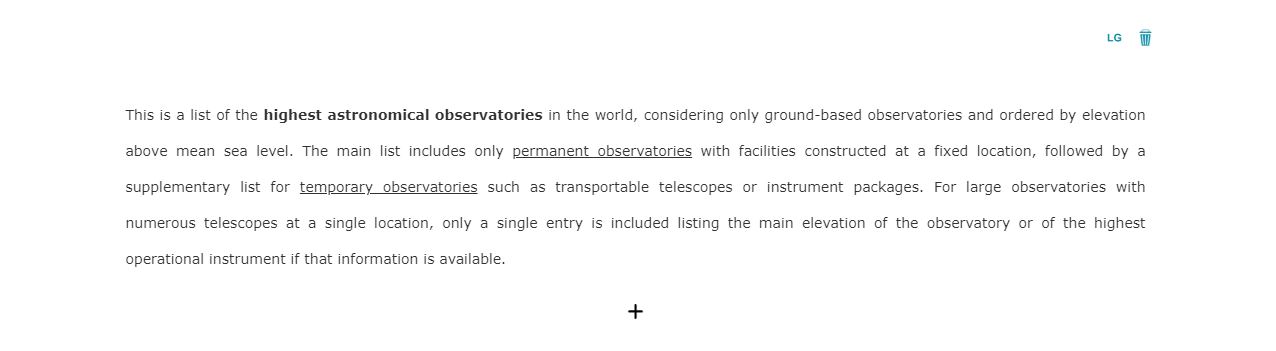 LG
This is a list of the highest astronomical observatories in the world, considering only ground-based observatories and ordered by elevation
above mean sea level. The main list includes only permanent observatories with facilities constructed at a fixed location, followed by a
supplementary list for temporary observatories such as transportable telescopes or instrument packages. For large observatories with
numerous telescopes at a single location, only a single entry is included listing the main elevation of the observatory or of the highest
operational instrument if that information is available.